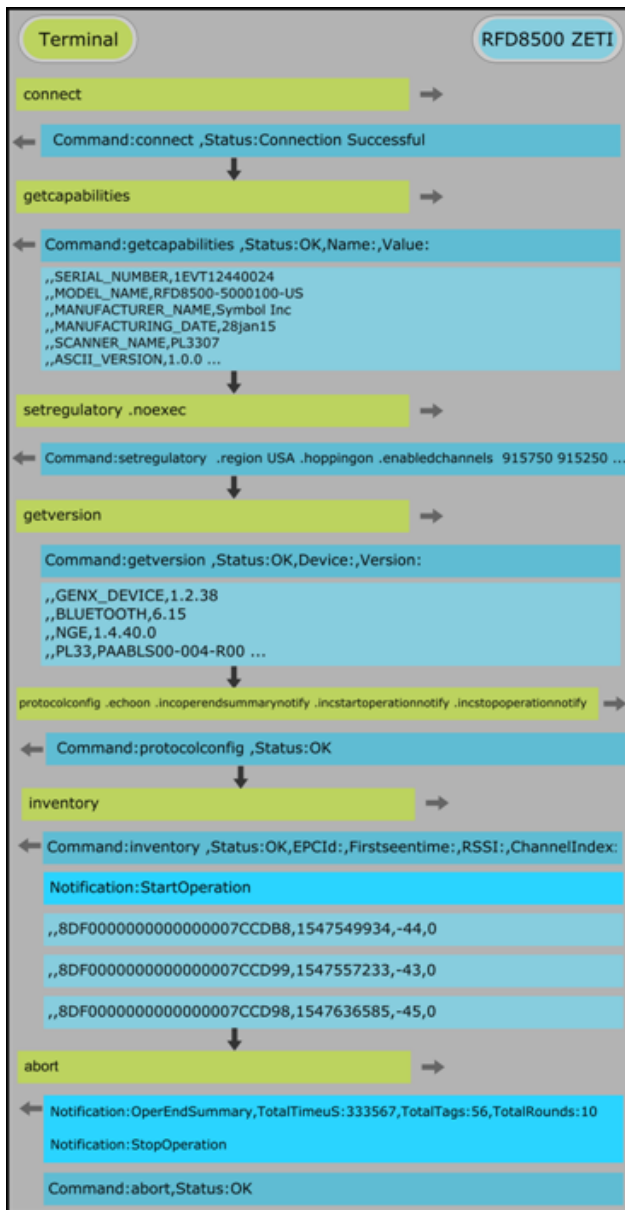 Terminal
RFD8500 ZETI
connect
Command:connect ,Status:Connection Successful
getcapabilities
Command:getcapabilities ,Status:OK,Name:,Value:
,,SERIAL_NUMBER,1EVT12440024
,,MODEL_NAME,RFD8500-5000100-US
,,MANUFACTURER_NAME,Symbol Inc
,,MANUFACTURING_DATE,28jan15
,,SCANNER_NAME,PL3307
,,ASCII_VERSION,1.0.0 ...
setregulatory .noexec
Command:setregulatory  .region USA .hoppingon .enabledchannels  915750 915250 ...
getversion
Command:getversion ,Status:OK,Device:,Version:
,,GENX_DEVICE,1.2.38
,,BLUETOOTH,6.15
,,NGE,1.4.40.0
,,PL33,PAABLS00-004-R00 ...
protocolconfig .echoon .incoperendsummarynotify .incstartoperationnotify .incstopoperationnotify
Command:protocolconfig ,Status:OK
inventory
Command:inventory ,Status:OK,EPCId:,Firstseentime:,RSSI:,ChannelIndex:
Notification:StartOperation
,,8DF0000000000000007CCDB8,1547549934,-44,0
,,8DF0000000000000007CCD99,1547557233,-43,0
,,8DF0000000000000007CCD98,1547636585,-45,0
abort
Notification:OperEndSummary,TotalTimeuS:333567,TotalTags:56,TotalRounds:10
Notification:StopOperation
Command:abort,Status:OK